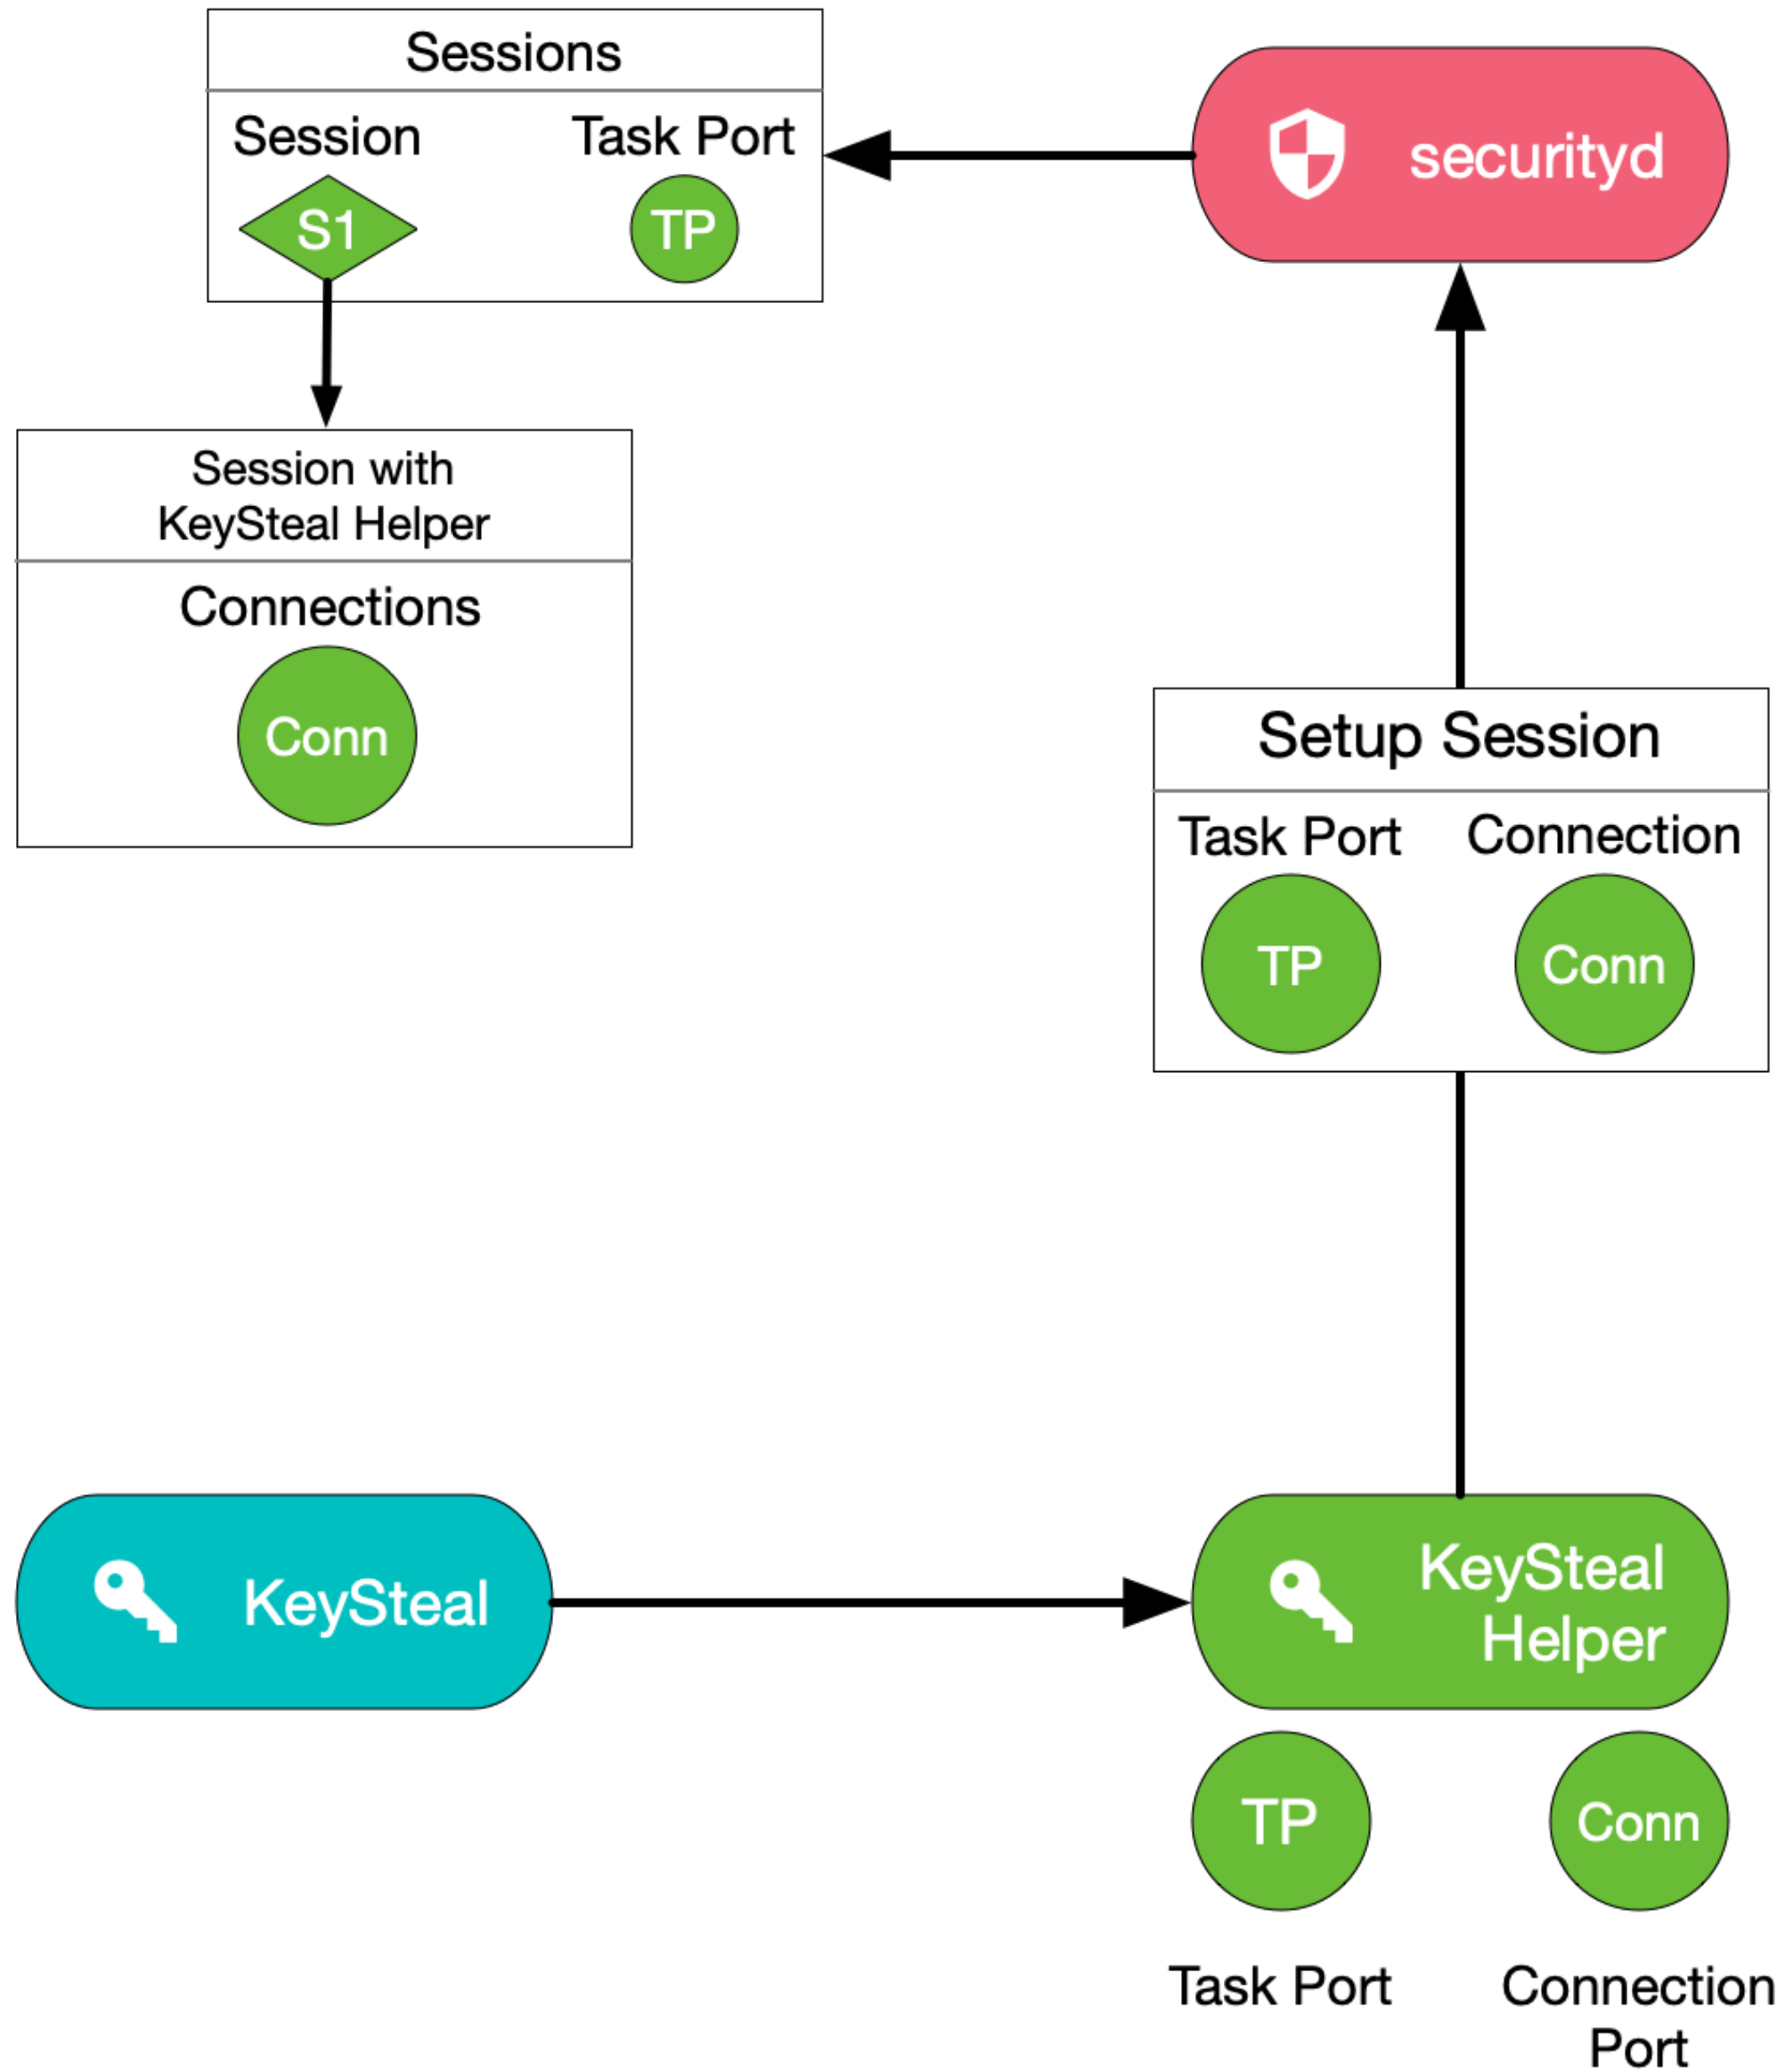 Sessions
Session
Task Port
S1
TP
securityd
Session with
KeySteal Helper
Connections
Conn
Setup Session
Task Port
Connection
TP
Conn
KeySteal
KeySteal
Helper
TP
Conn
Task Port
Connection
Port